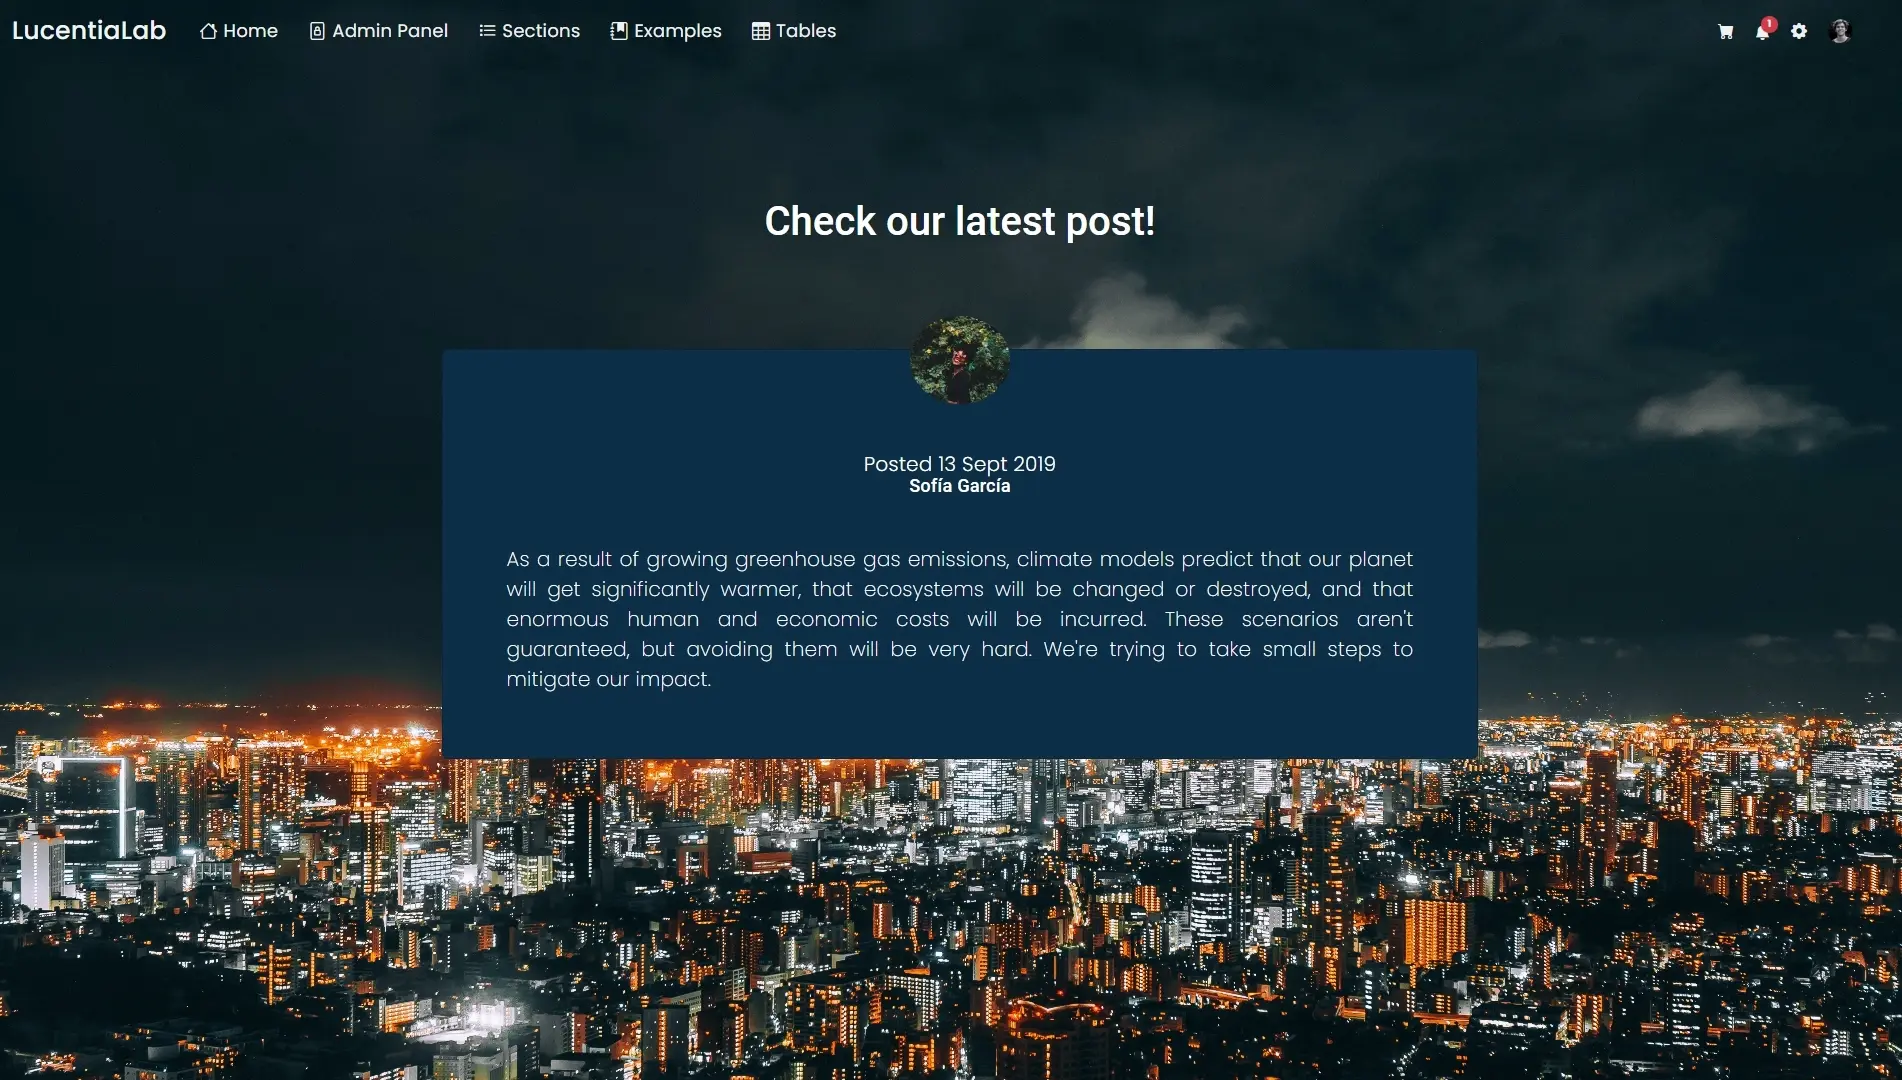 LucentiaLab Home Admin Panel Sections Examples Tables 1
Check our latest post!
Posted 13 Sept 2019
Sofía García
As a result of growing greenhouse gas emissions, climate models predict that our planet
will get significantly warmer, that ecosystems will be changed or destroyed, and that
enormous human and economic costs will be incurred. These scenarios aren't
guaranteed, but avoiding them will be very hard. We're trying to take small steps to
mitigate our impact.